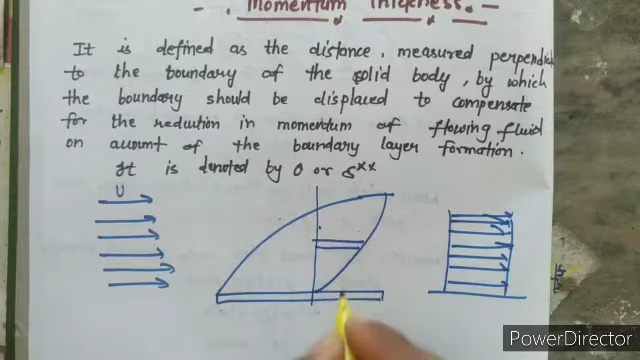 - . Momentum Thickness. -
It is defined as the distance, measured perpendicu
to the boundary of the solid body, by which
the boundary should be displaced to compensate
for the reduction in momentum of flowing fluid
on account of the boundary layer formation.
It is denoted by θ or δ**
U
PowerDirector